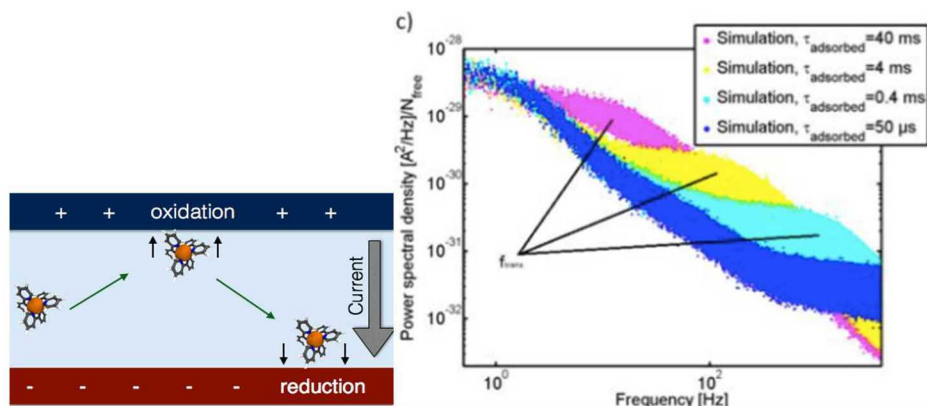 + + oxidation + +
Current
- - - - - -
reduction
c)
Simulation, τadsorbed=40 ms
Simulation, τadsorbed=4 ms
Simulation, τadsorbed=0.4 ms
Simulation, τadsorbed=50 µs
Power spectral density [A²/Hz]/Nfree
10⁻²⁸
10⁻²⁹
10⁻³⁰
10⁻³¹
10⁻³²
ftrans
10⁰ 10²
Frequency [Hz]